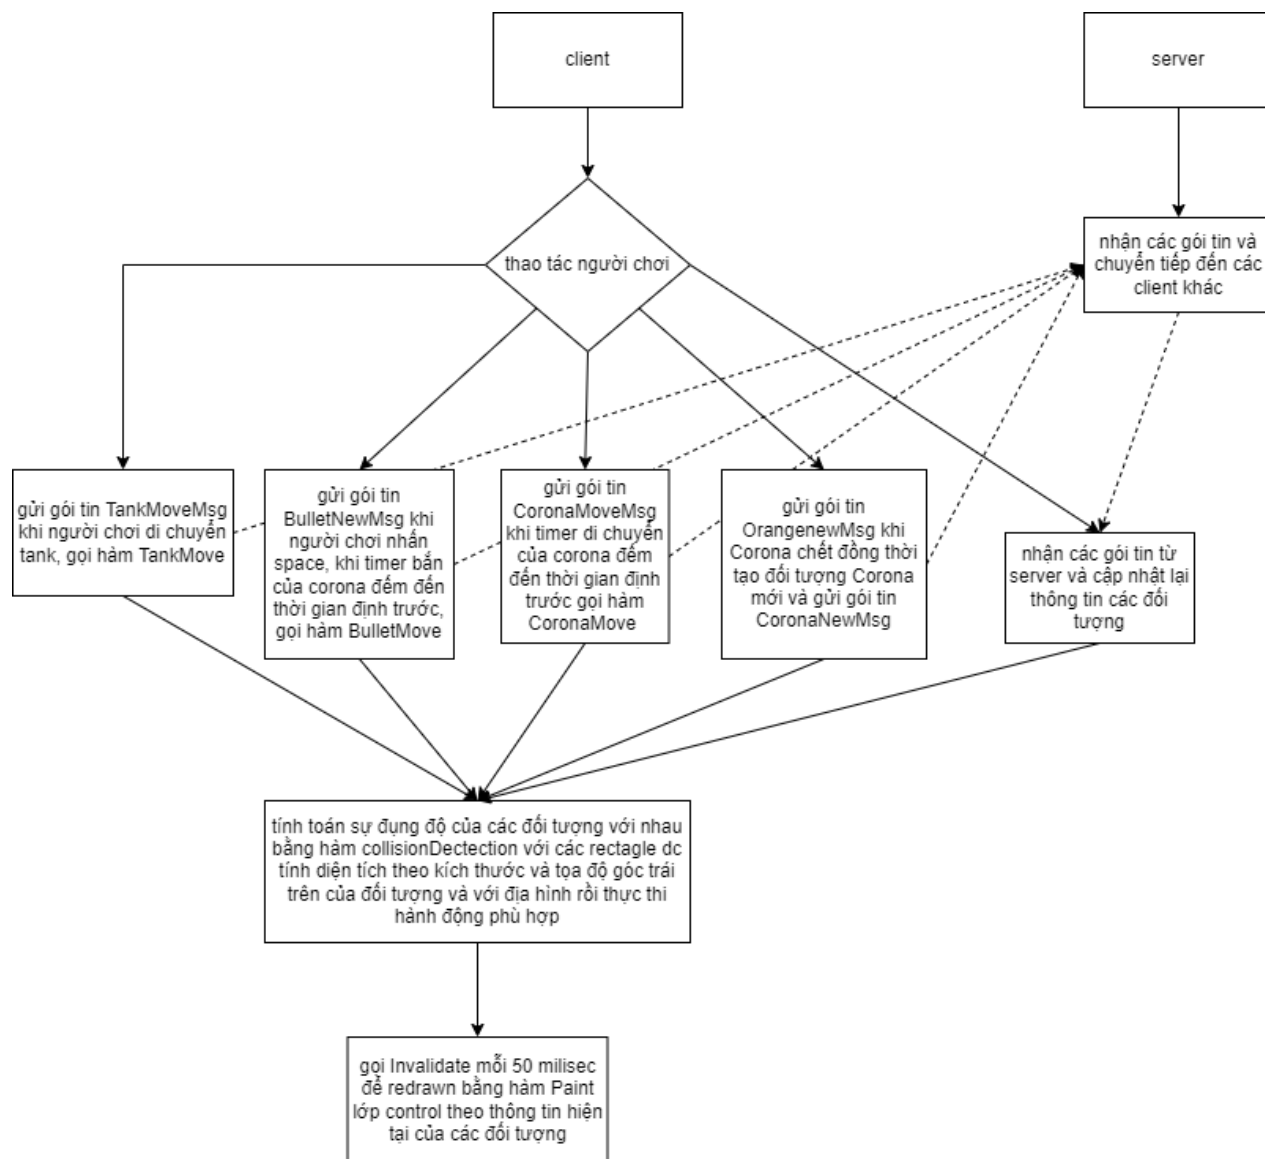 client
server
thao tác người chơi
nhận các gói tin và
chuyển tiếp đến các
client khác
gửi gói tin TankMoveMsg
khi người chơi di chuyển
tank, gọi hàm TankMove
gửi gói tin
BulletNewMsg khi
người chơi nhấn
space, khi timer bắn
của corona đếm đến
thời gian định trước,
gọi hàm BulletMove
gửi gói tin
CoronaMoveMsg
khi timer di chuyển
của corona đếm
đến thời gian định
trước gọi hàm
CoronaMove
gửi gói tin
OrangenewMsg khi
Corona chết đồng thời
tạo đối tượng Corona
mới và gửi gói tin
CoronaNewMsg
nhận các gói tin từ
server và cập nhật lại
thông tin các đối
tượng
tính toán sự đụng độ của các đối tượng với nhau
bằng hàm collisionDectection với các rectagle dc
tính diện tích theo kích thước và tọa độ góc trái
trên của đối tượng và với địa hình rồi thực thi
hành động phù hợp
gọi Invalidate mỗi 50 milisec
để redrawn bằng hàm Paint
lớp control theo thông tin hiện
tại của các đối tượng